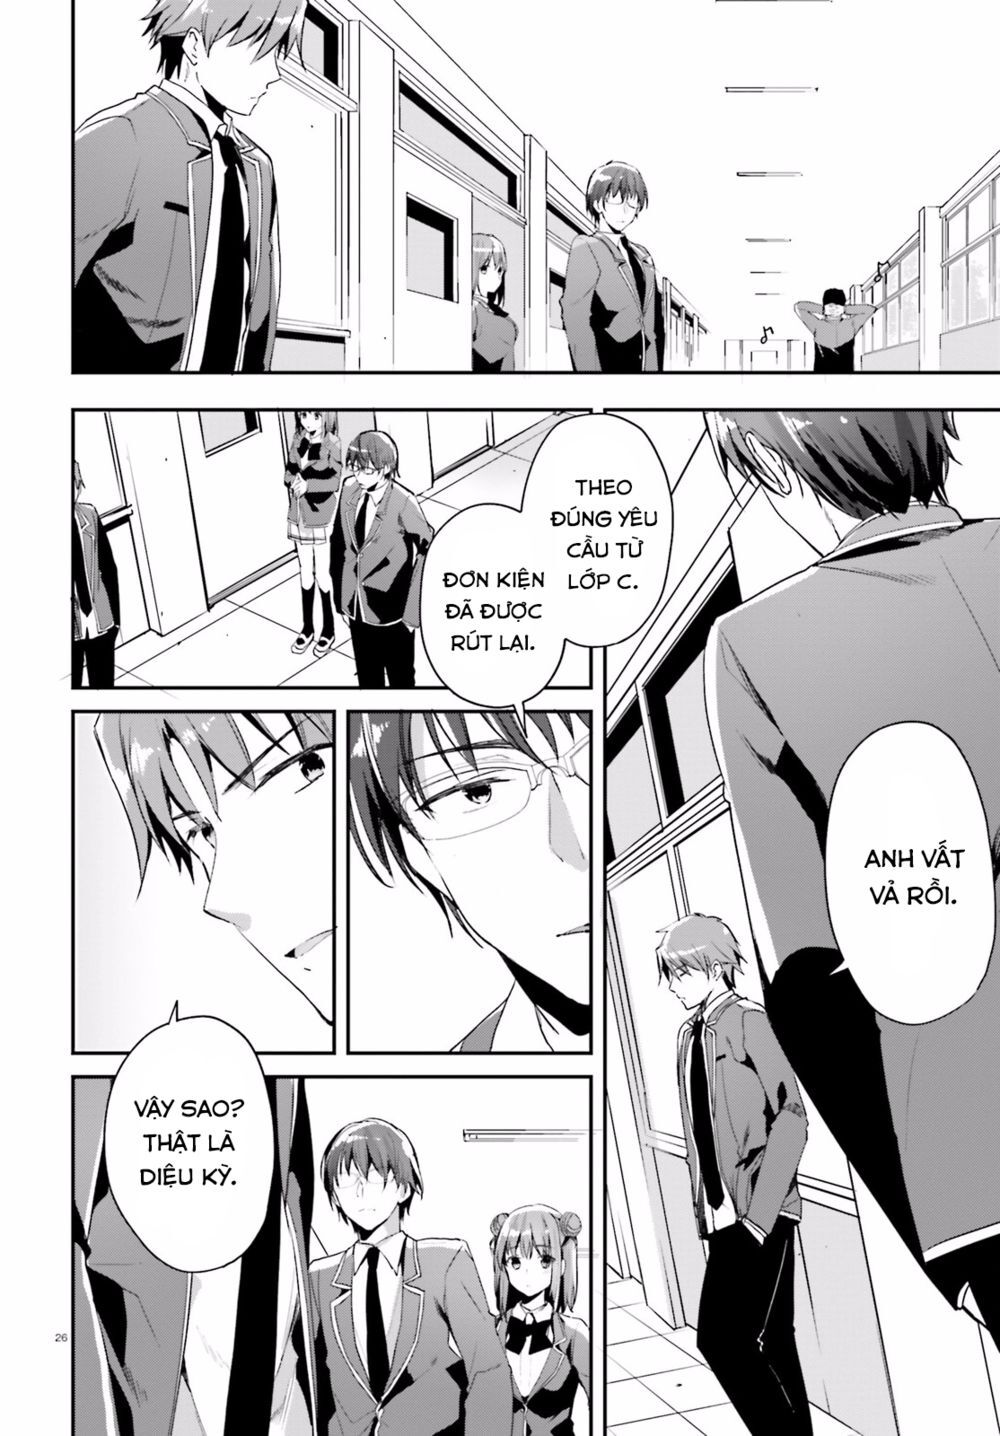 ANH VẤT
VẢ RỒI.
THEO
ĐÚNG YÊU
CẦU TỪ
LỚP C.
ĐƠN KIỆN
ĐÃ ĐƯỢC
RÚT LẠI.
VẬY SAO?
THẬT LÀ
DIỆU KỲ.
26